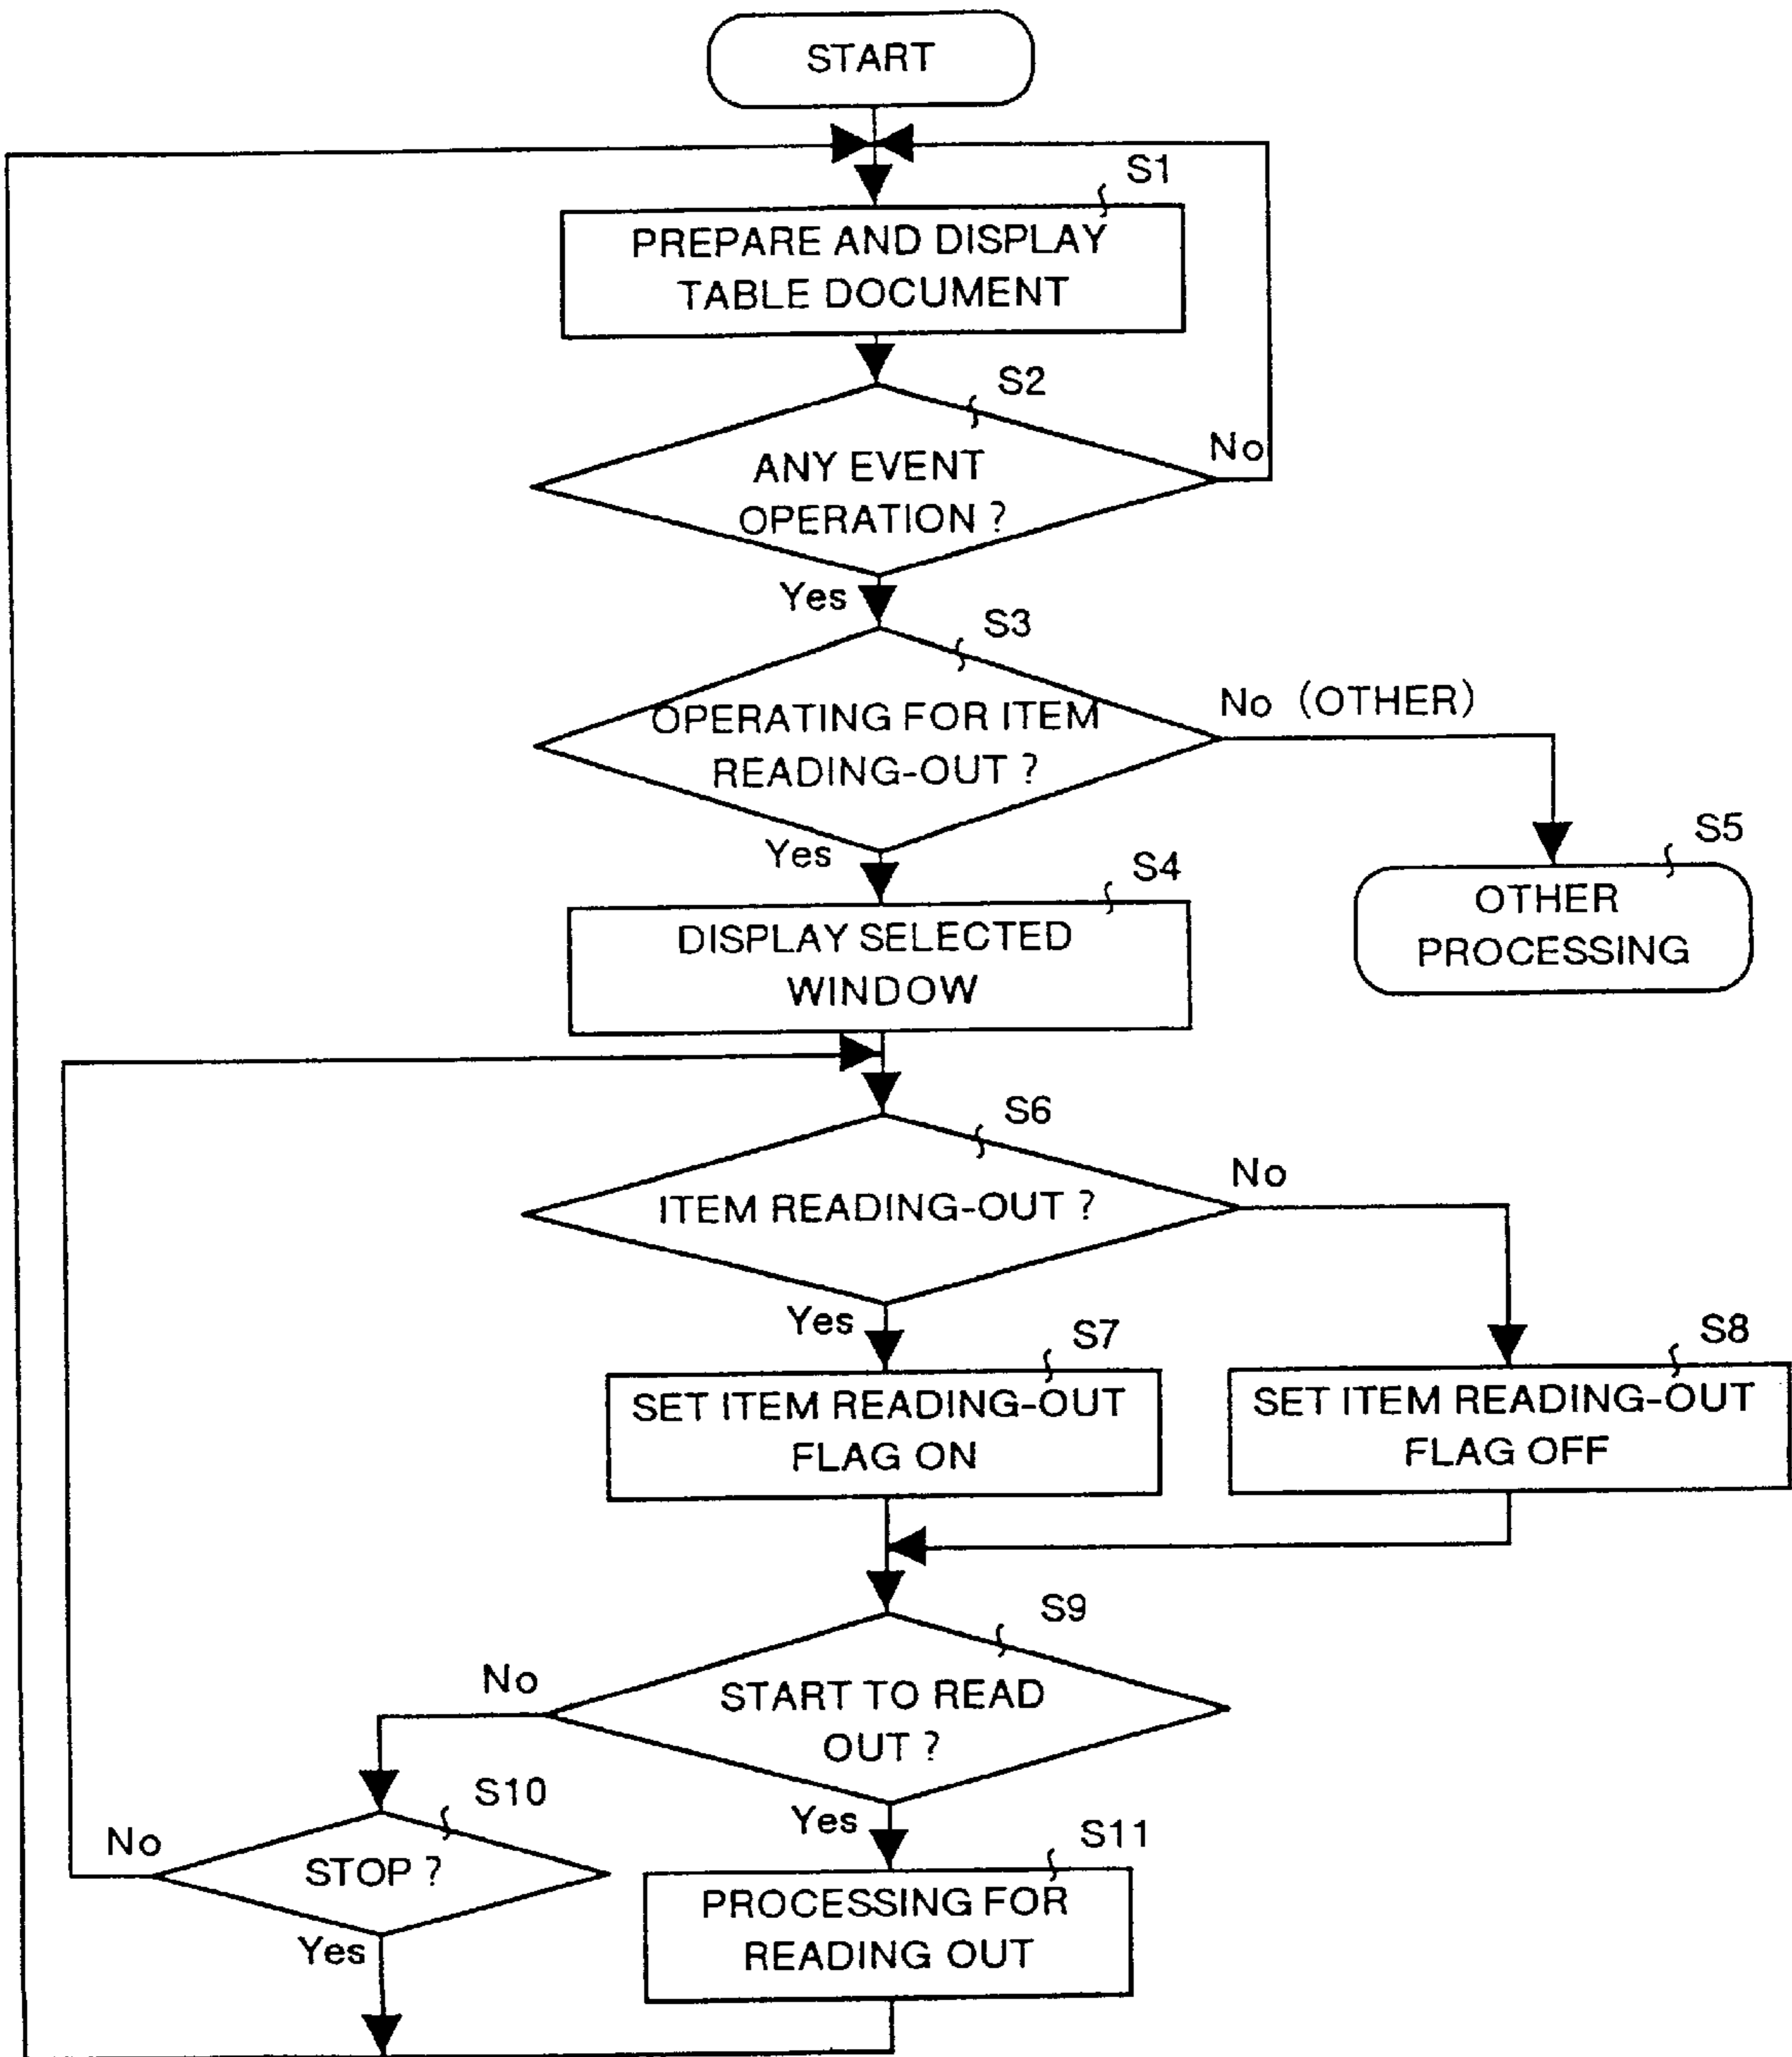 START
S1
PREPARE AND DISPLAY
TABLE DOCUMENT
S2
ANY EVENT
OPERATION ?
No
Yes
S3
OPERATING FOR ITEM
READING-OUT ?
No (OTHER)
Yes
S4
DISPLAY SELECTED
WINDOW
S5
OTHER
PROCESSING
S6
ITEM READING-OUT ?
No
Yes
S7
SET ITEM READING-OUT
FLAG ON
S8
SET ITEM READING-OUT
FLAG OFF
S9
START TO READ
OUT ?
No
Yes
S10
STOP ?
No
Yes
S11
PROCESSING FOR
READING OUT